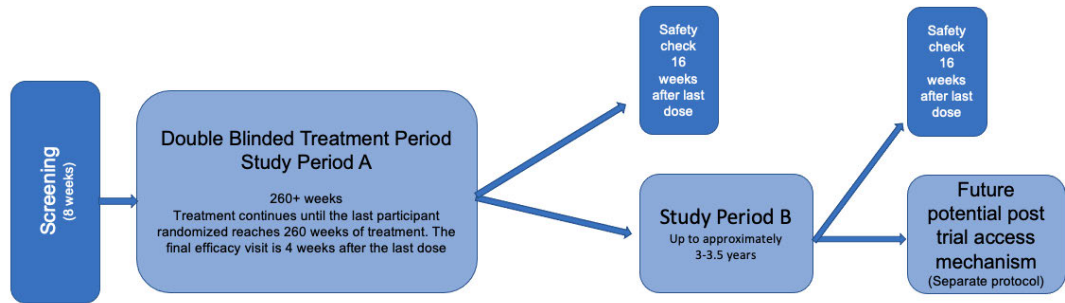 Screening
(8 weeks)
Double Blinded Treatment Period
Study Period A
260+ weeks
Treatment continues until the last participant
randomized reaches 260 weeks of treatment. The
final efficacy visit is 4 weeks after the last dose
Safety
check
16
weeks
after last
dose
Study Period B
Up to approximately
3-3.5 years
Safety
check
16
weeks
after last
dose
Future
potential post
trial access
mechanism
(Separate protocol)